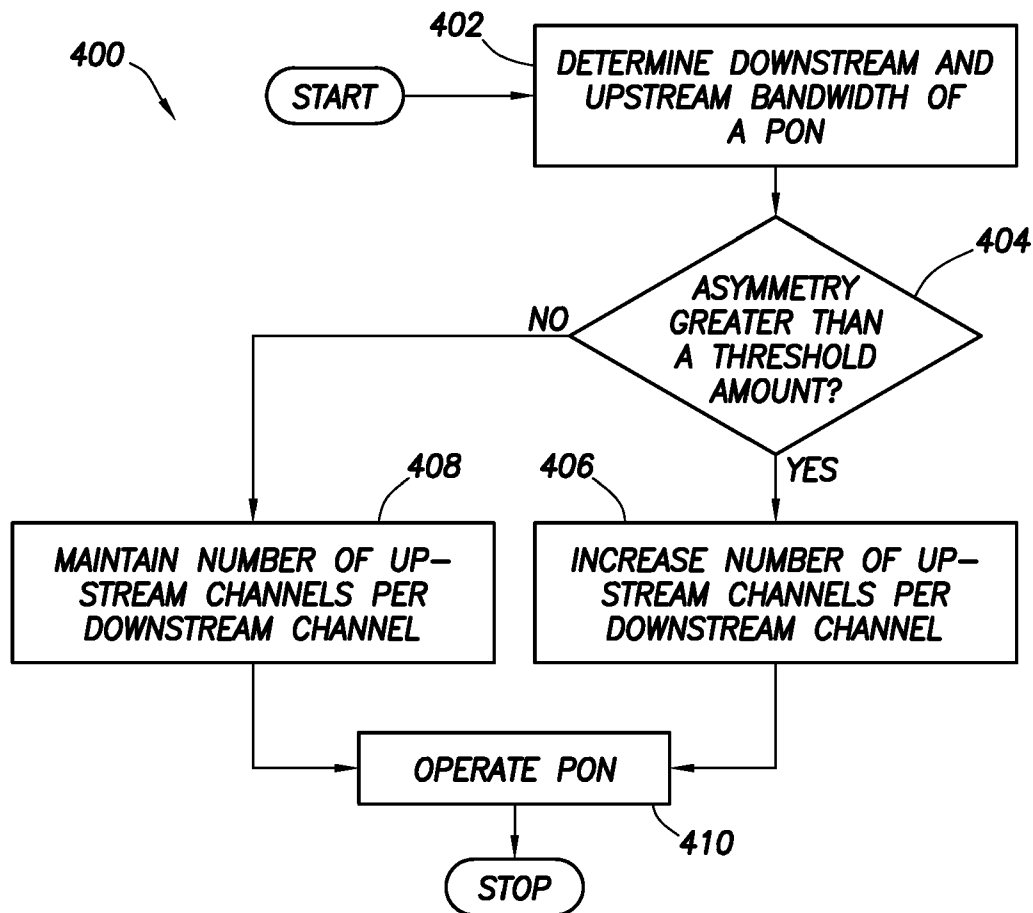 400
402
START
DETERMINE DOWNSTREAM AND
UPSTREAM BANDWIDTH OF
A PON
404
ASYMMETRY
GREATER THAN
A THRESHOLD
AMOUNT?
NO
YES
408
406
MAINTAIN NUMBER OF UP-
STREAM CHANNELS PER
DOWNSTREAM CHANNEL
INCREASE NUMBER OF UP-
STREAM CHANNELS PER
DOWNSTREAM CHANNEL
OPERATE PON
410
STOP